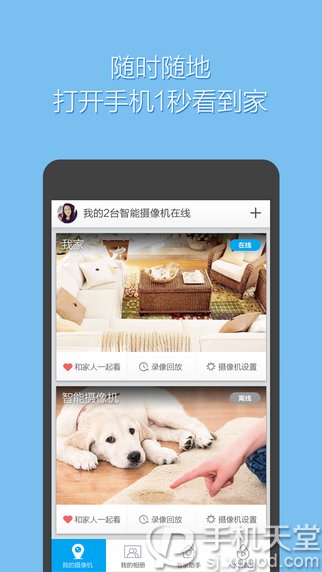 随时随地
打开手机1秒看到家
我的2台智能摄像机在线
我家
在线
和家人一起看
录像回放
摄像机设置
智能摄像机
离线
和家人一起看
录像回放
摄像机设置
我的摄像机
我的相册
手机天堂
sj.xgod.com